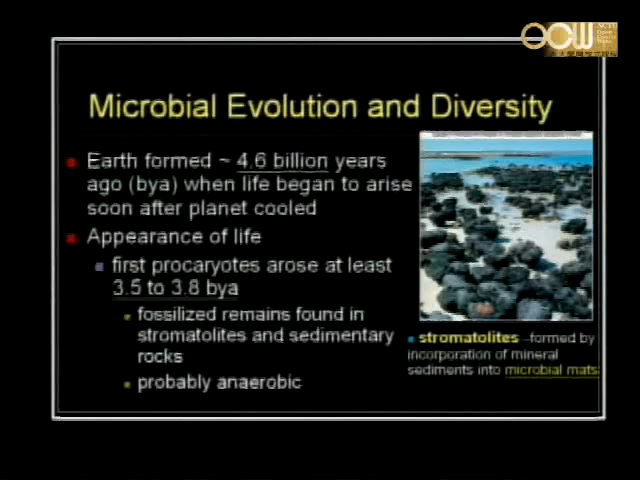 OCW
Microbial Evolution and Diversity
Earth formed ~ 4.6 billion years
ago (bya) when life began to arise
soon after planet cooled
Appearance of life
first procaryotes arose at least
3.5 to 3.8 bya
fossilized remains found in
stromatolites and sedimentary
rocks
probably anaerobic
stromatolites –formed by
incorporation of mineral
sediments into microbial mats